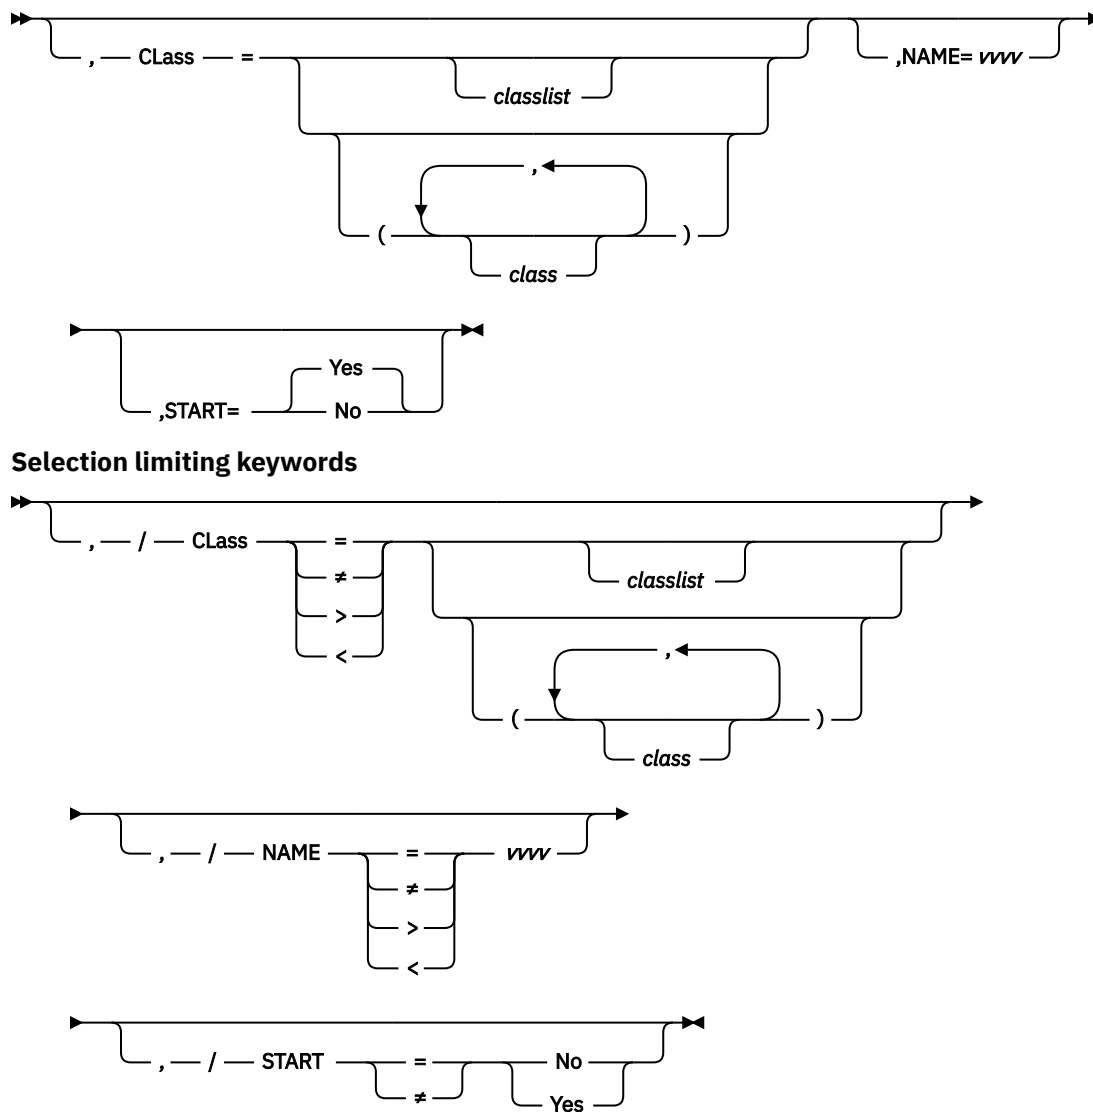 , CLass = ,NAME= vvvv
classlist
,
( )
class
Yes
,START= No
Selection limiting keywords
, / CLass =
≠ classlist
>
< ,
( )
class
, / NAME = vvvv
≠
>
<
, / START = No
≠ Yes